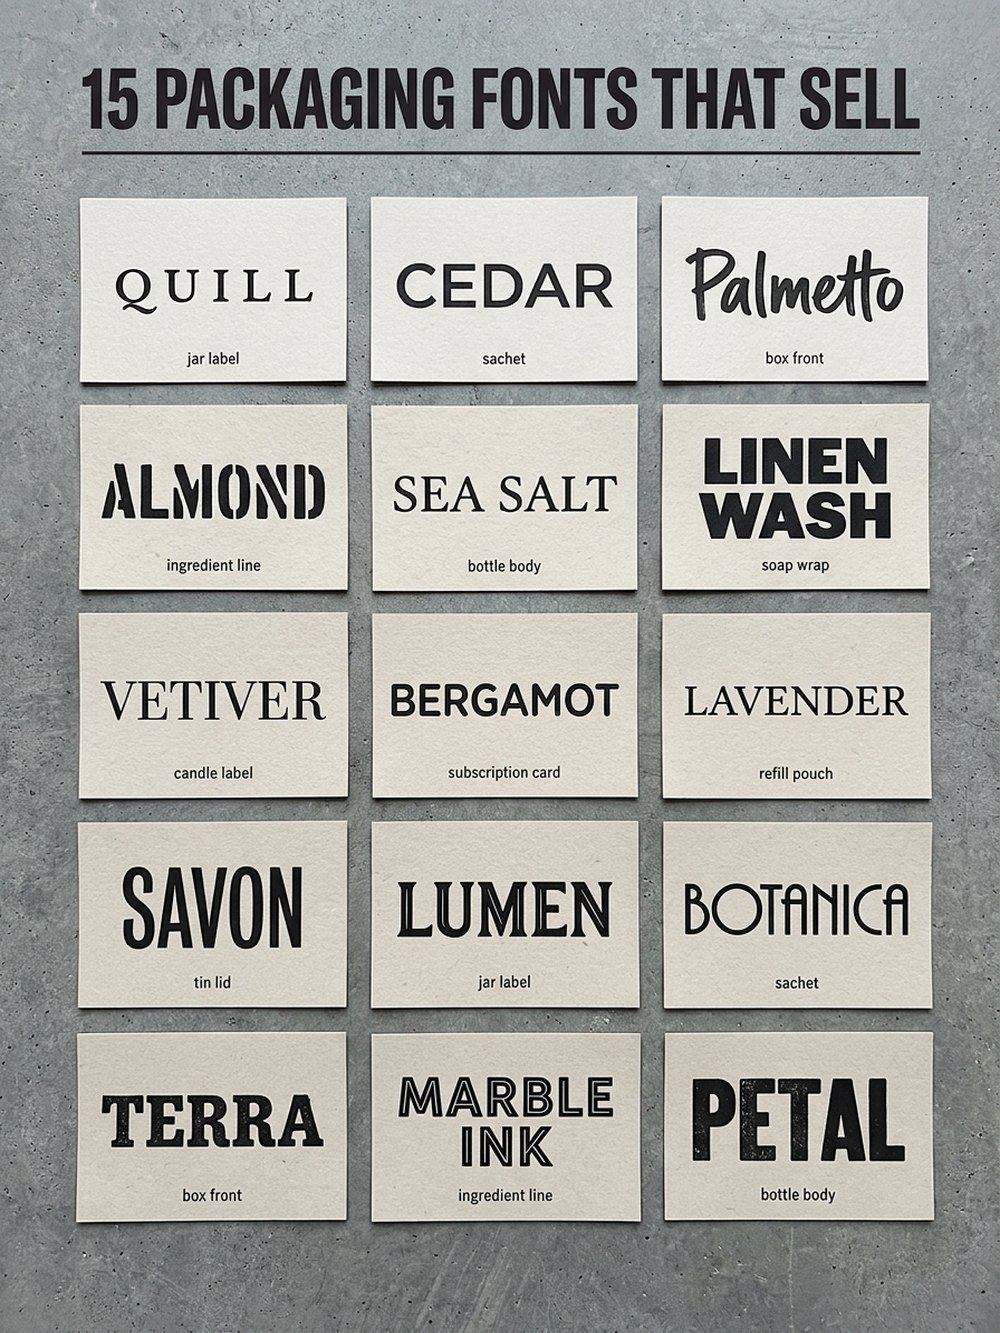 15 PACKAGING FONTS THAT SELL
QUILL
jar label
CEDAR
sachet
Palmetto
box front
ALMOND
ingredient line
SEA SALT
bottle body
LINEN
WASH
soap wrap
VETIVER
candle label
BERGAMOT
subscription card
LAVENDER
refill pouch
SAVON
tin lid
LUMEN
jar label
BOTANICA
sachet
TERRA
box front
MARBLE
INK
ingredient line
PETAL
bottle body